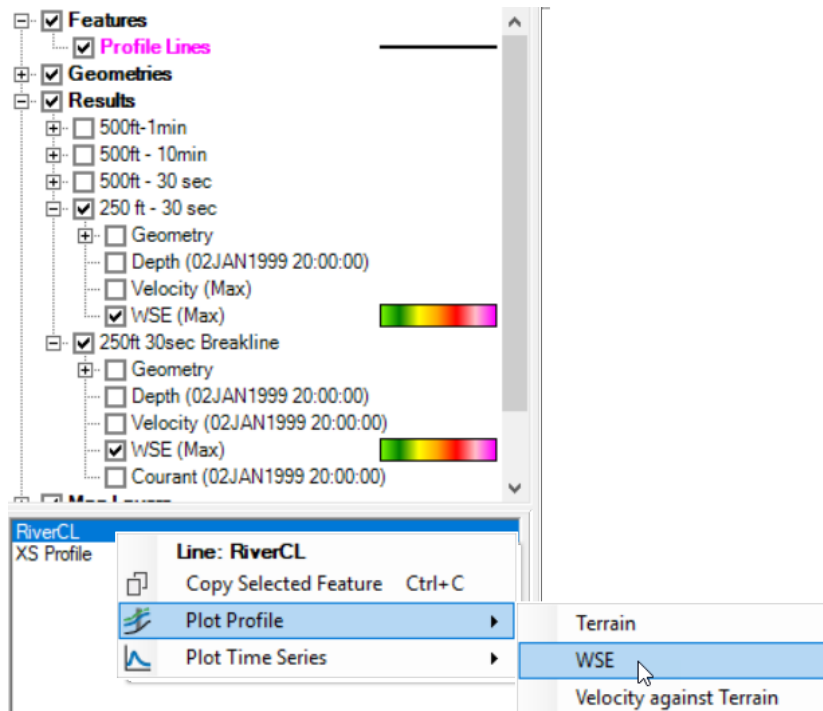 Features
Profile Lines
Geometries
Results
500ft-1min
500ft - 10min
500ft - 30 sec
250 ft - 30 sec
Geometry
Depth (02JAN1999 20:00:00)
Velocity (Max)
WSE (Max)
250ft 30sec Breakline
Geometry
Depth (02JAN1999 20:00:00)
Velocity (02JAN1999 20:00:00)
WSE (Max)
Courant (02JAN1999 20:00:00)
Map Layers
RiverCL
XS Profile
Line: RiverCL
Copy Selected Feature Ctrl+C
Plot Profile
Plot Time Series
Terrain
WSE
Velocity against Terrain